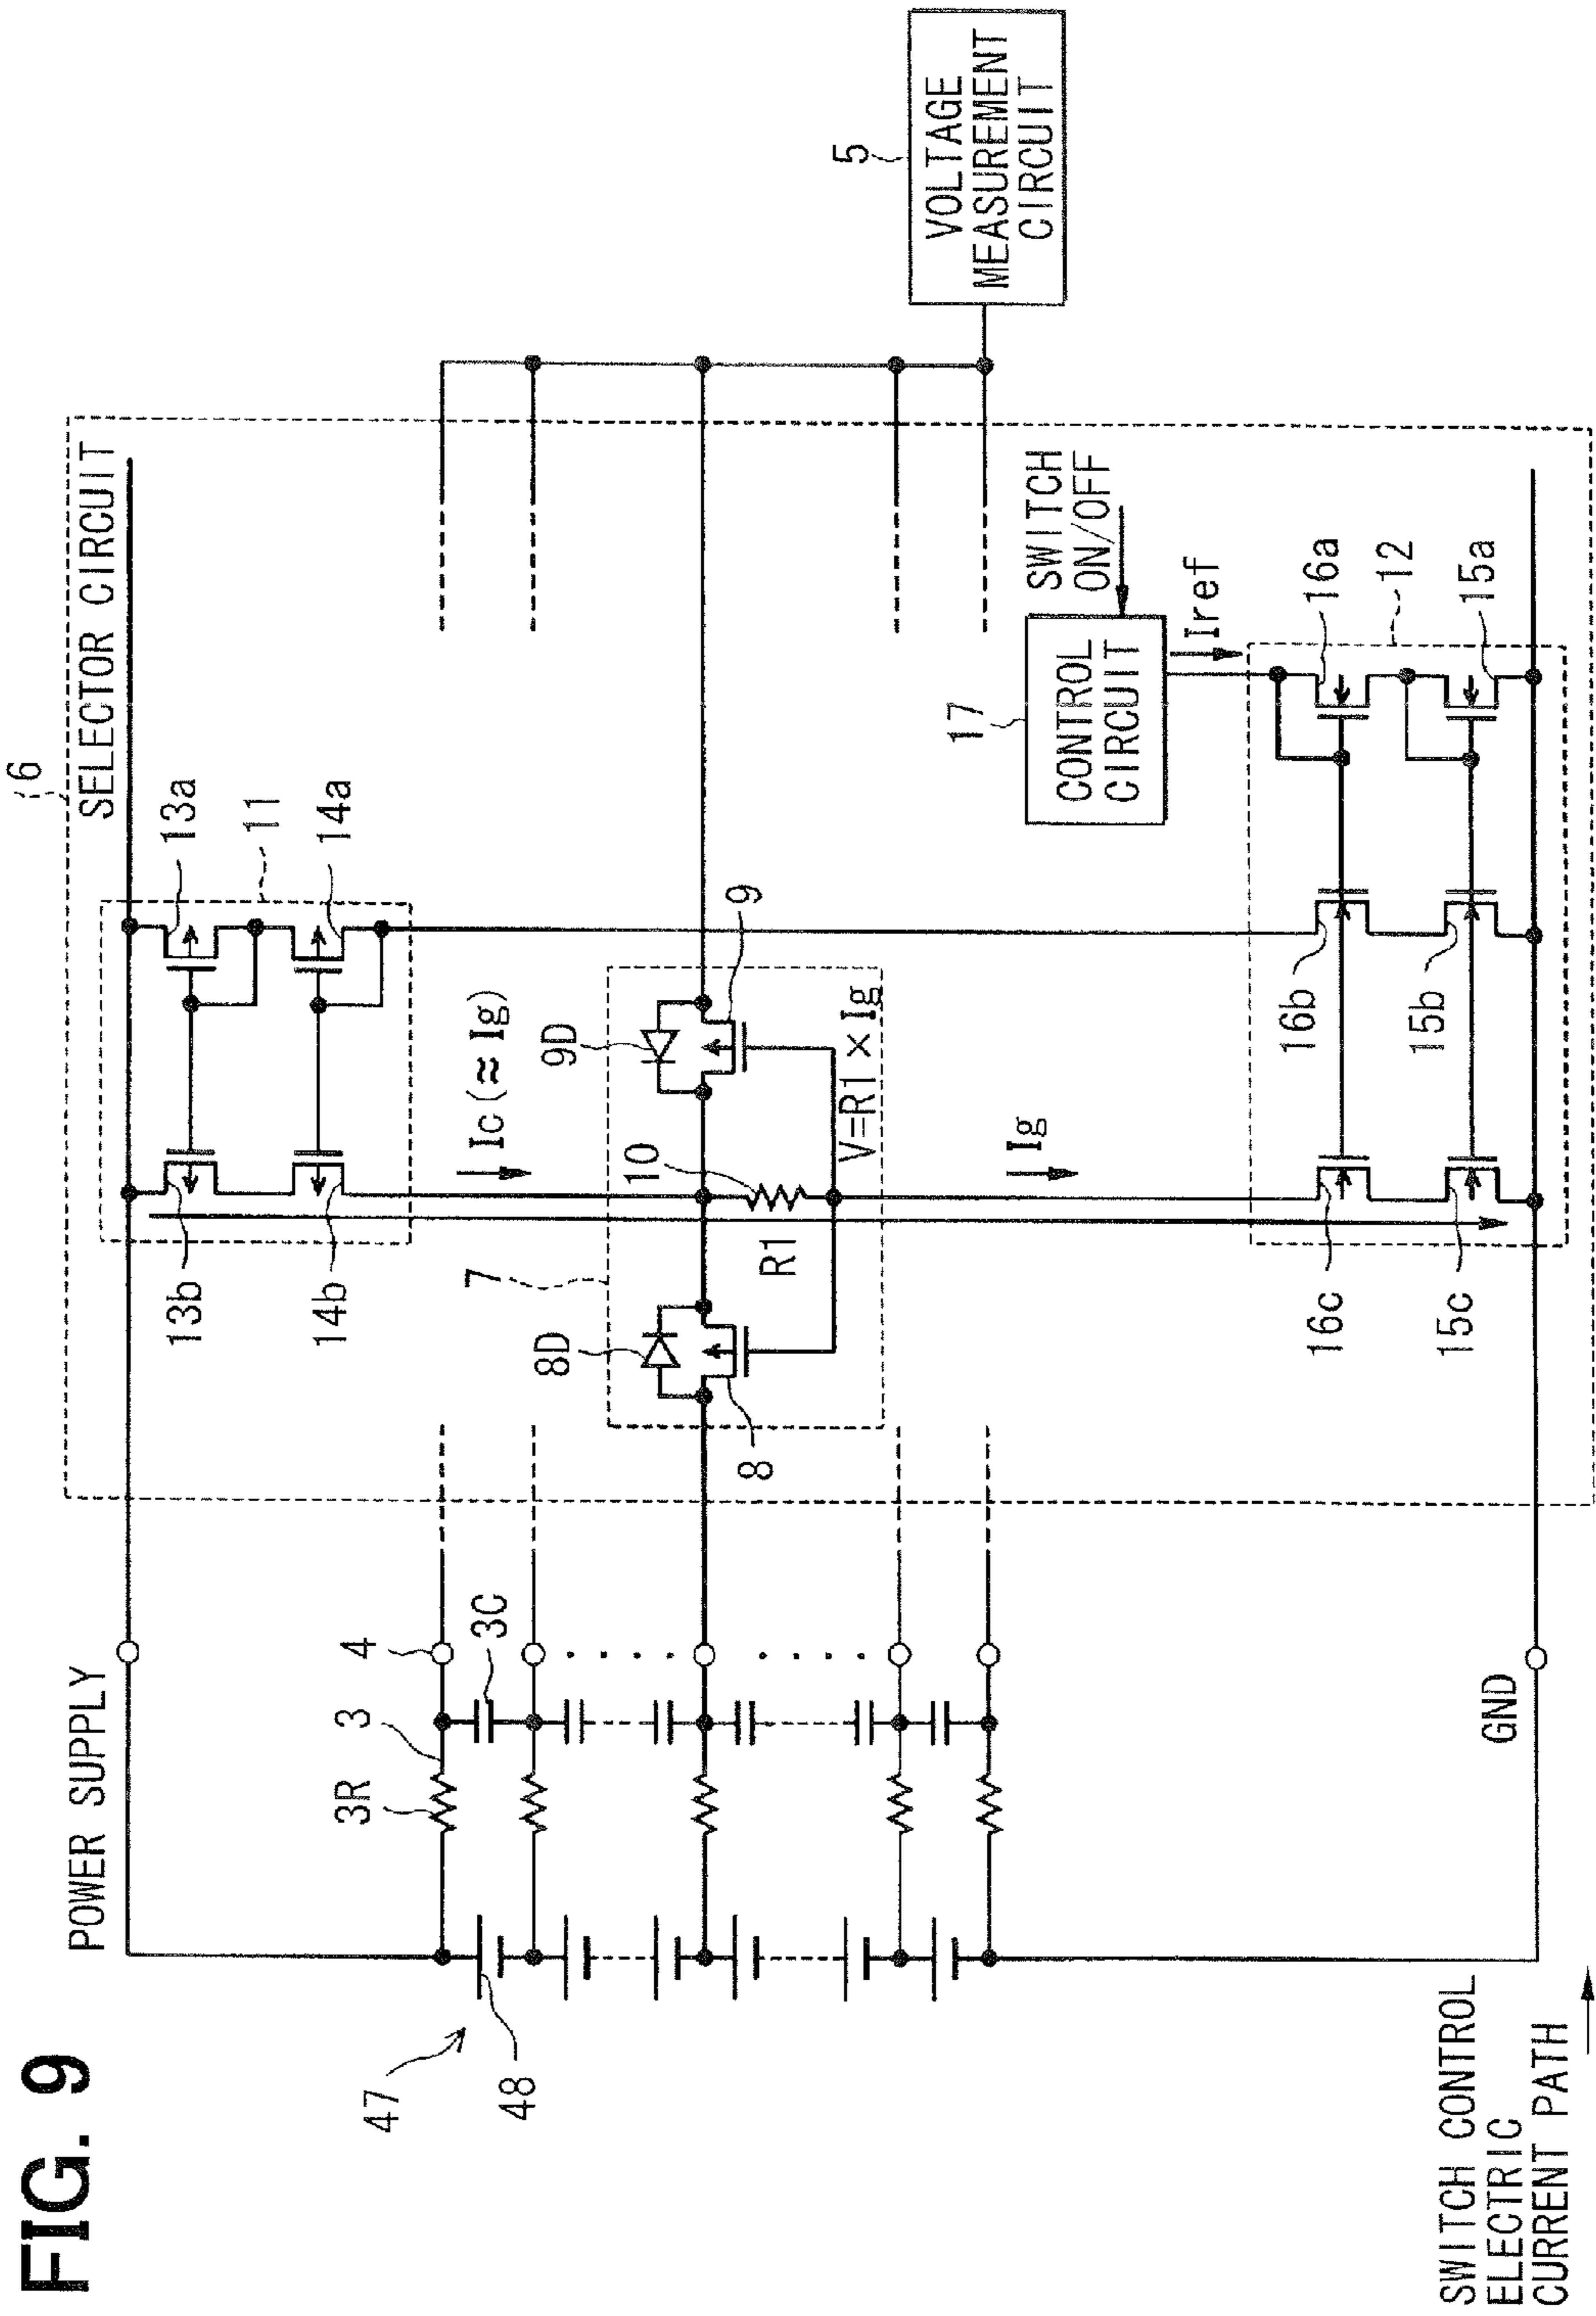 FIG. 9
POWER SUPPLY
6
SELECTOR CIRCUIT
13a
11
14a
13b
14b
Ic(≈Ig)
47
48
3R
3
3C
4
7
8D
8
R1
10
9D
9
V=R1×Ig
Ig
5
VOLTAGE
MEASUREMENT
CIRCUIT
SWITCH
ON/OFF
17
CONTROL
CIRCUIT
Iref
16a
12
15a
16b
15b
16c
15c
GND
SWITCH CONTROL
ELECTRIC
CURRENT PATH